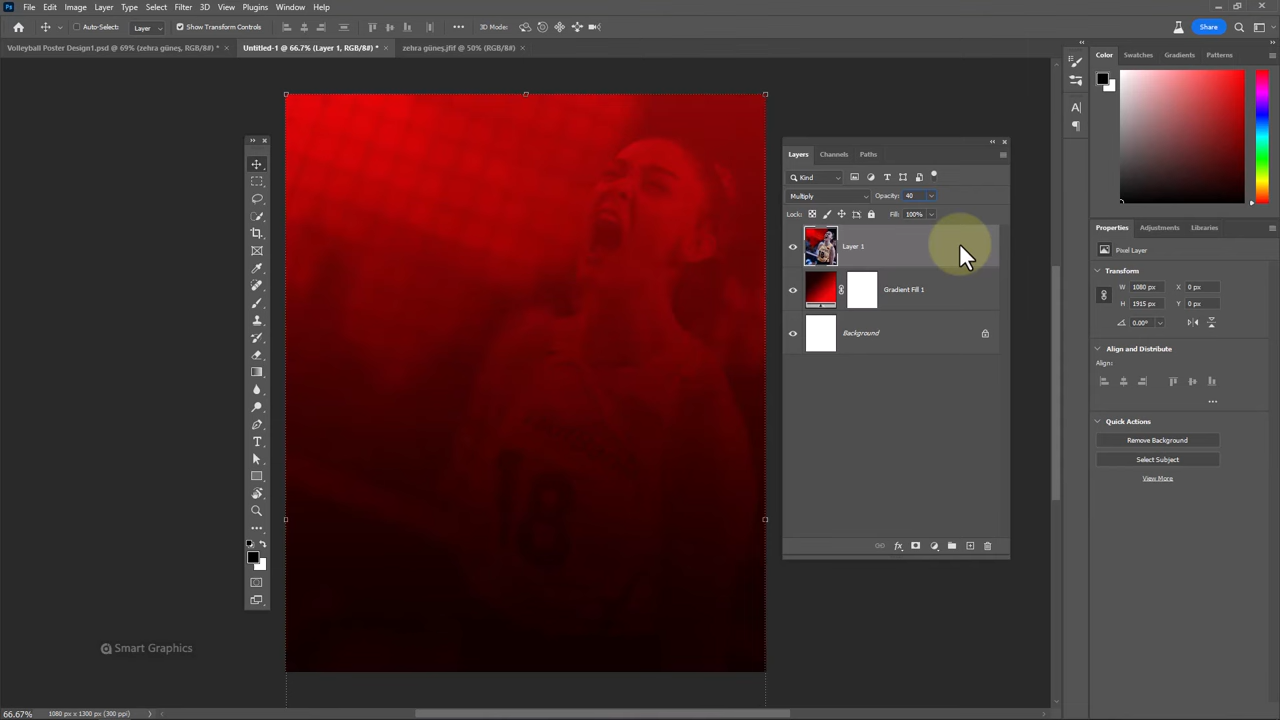 Ps File Edit Image Layer Type Select Filter 3D View Plugins Window Help
Auto-Select: Layer Show Transform Controls 3D Mode: Share
Volleyball Poster Design1.psd @ 69% (zehra güneş, RGB/8#) * × Untitled-1 @ 66.7% (Layer 1, RGB/8#) * × zehra güneş.jfif @ 50% (RGB/8#) ×
Color Swatches Gradients Patterns
Layers Channels Paths
Kind
Multiply Opacity: 40
Lock: Fill: 100%
Layer 1
Gradient Fill 1
Background
Properties Adjustments Libraries
Pixel Layer
Transform
W 1080 px X 0 px
H 1915 px Y 0 px
0.00°
Align and Distribute
Align:
Quick Actions
Remove Background
Select Subject
View More
18
Smart Graphics
66.67% 1080 px x 1300 px (300 ppi)